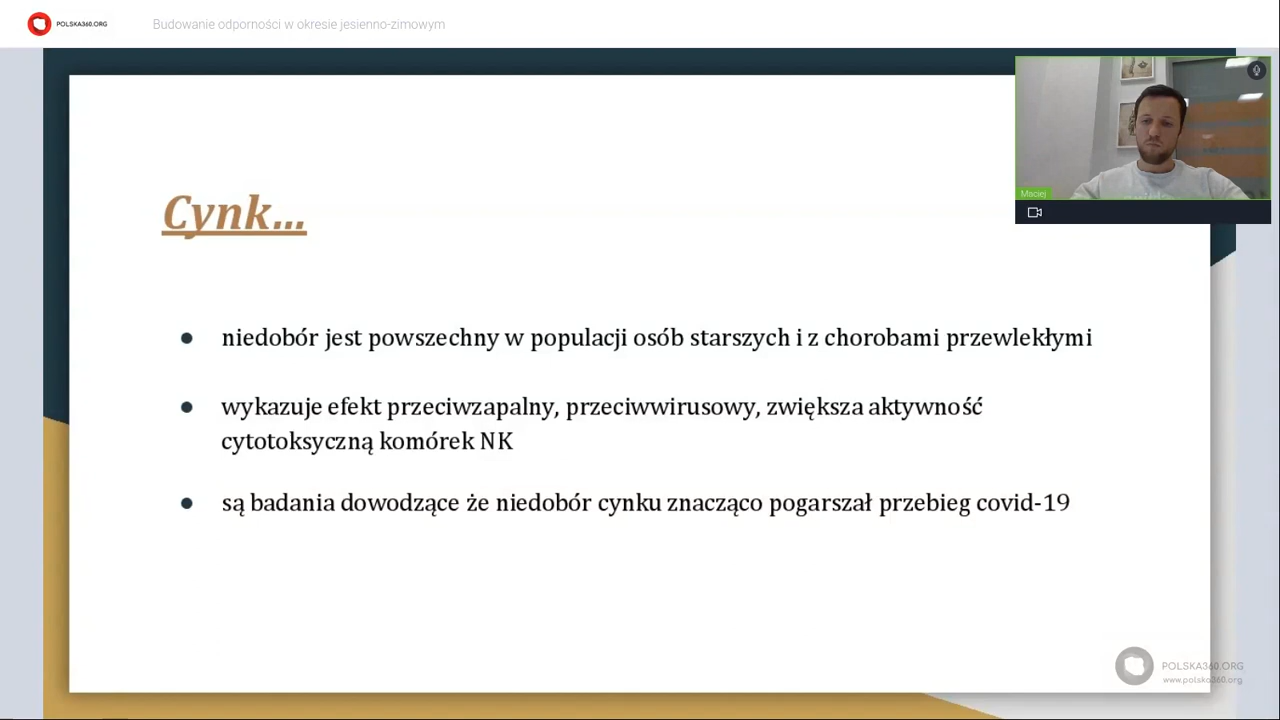 POLSKA360.ORG
Budowanie odporności w okresie jesienno-zimowym
Maciej
Cynk...
● niedobór jest powszechny w populacji osób starszych i z chorobami przewlekłymi
● wykazuje efekt przeciwzapalny, przeciwwirusowy, zwiększa aktywność
cytotoksyczną komórek NK
● są badania dowodzące że niedobór cynku znacząco pogarszał przebieg covid-19
POLSKA360.ORG
www.polska360.org